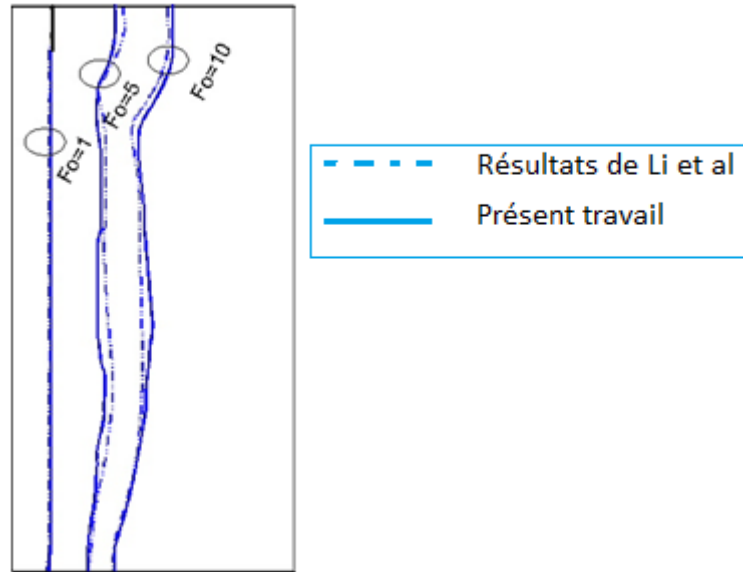 Fo=1
Fo=5
Fo=10
Résultats de Li et al
Présent travail